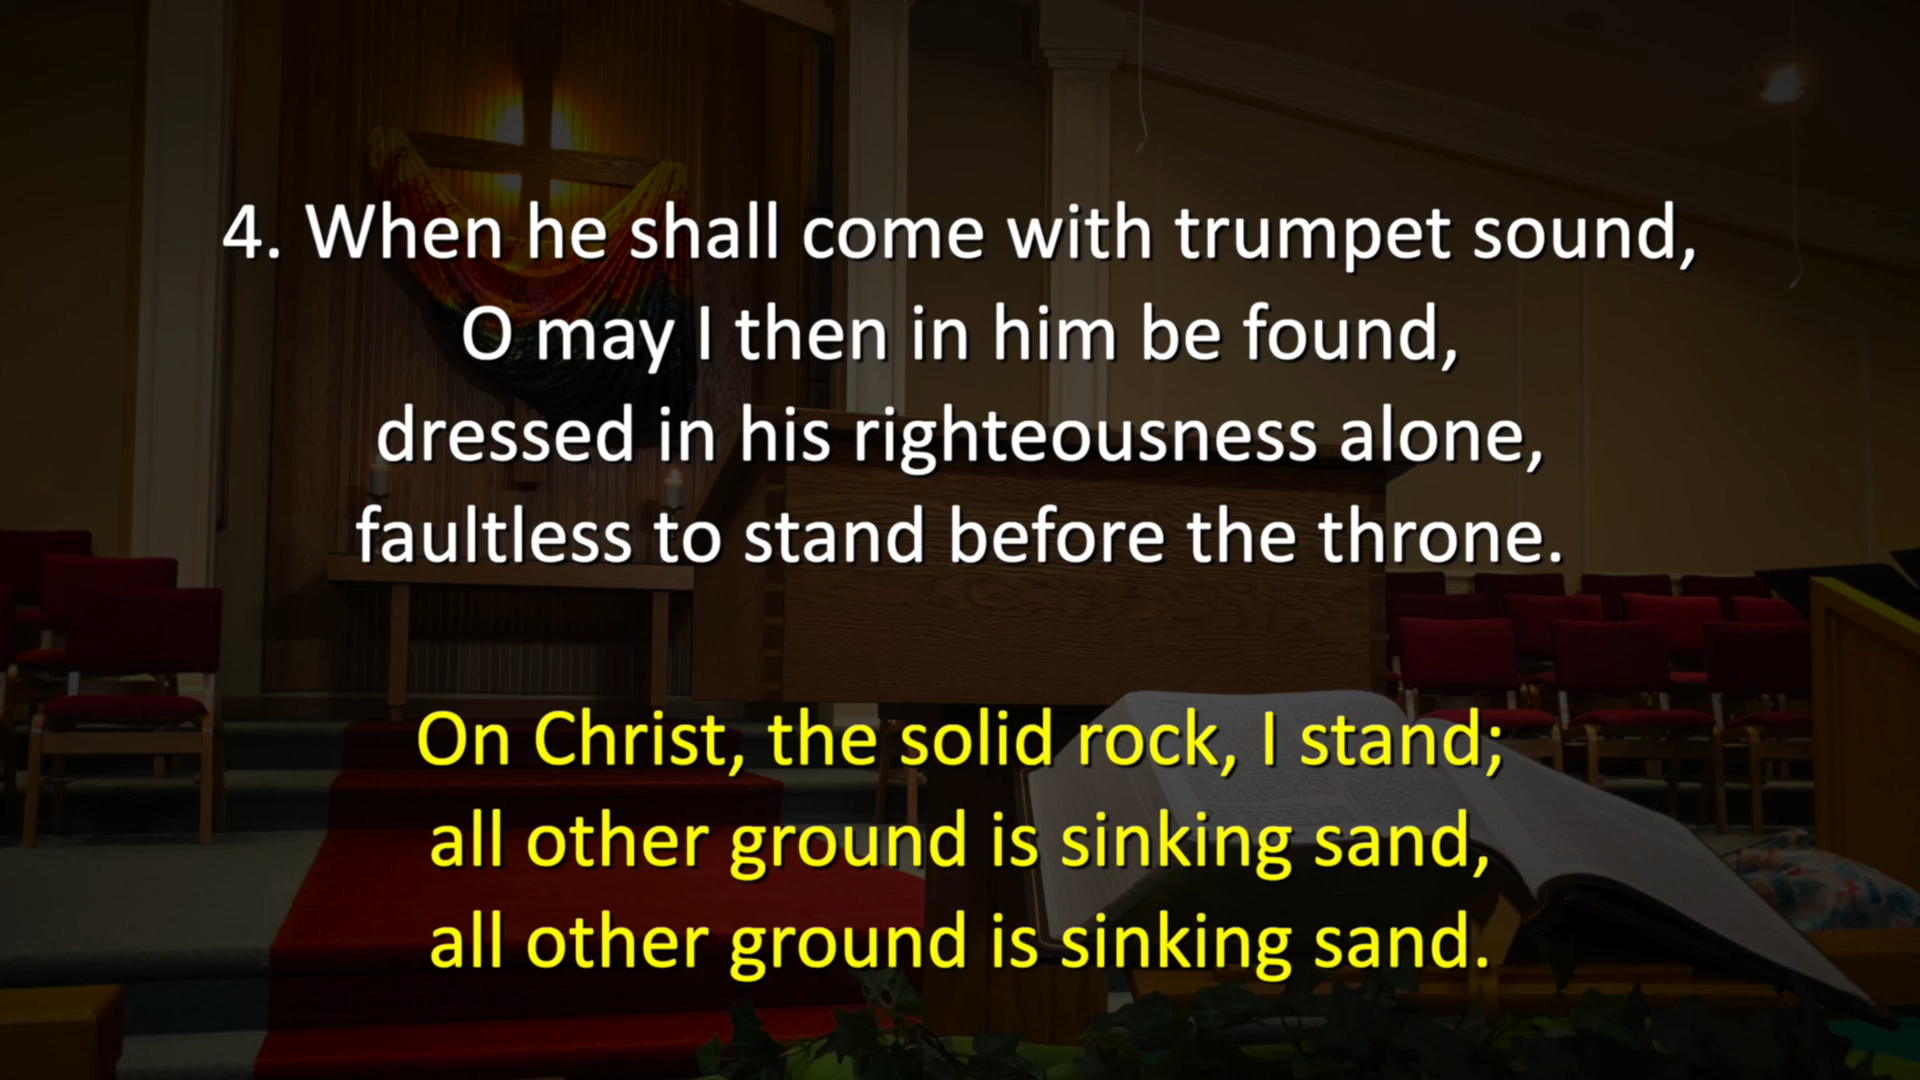 4. When he shall come with trumpet sound,
O may I then in him be found,
dressed in his righteousness alone,
faultless to stand before the throne.
On Christ, the solid rock, I stand;
all other ground is sinking sand,
all other ground is sinking sand.